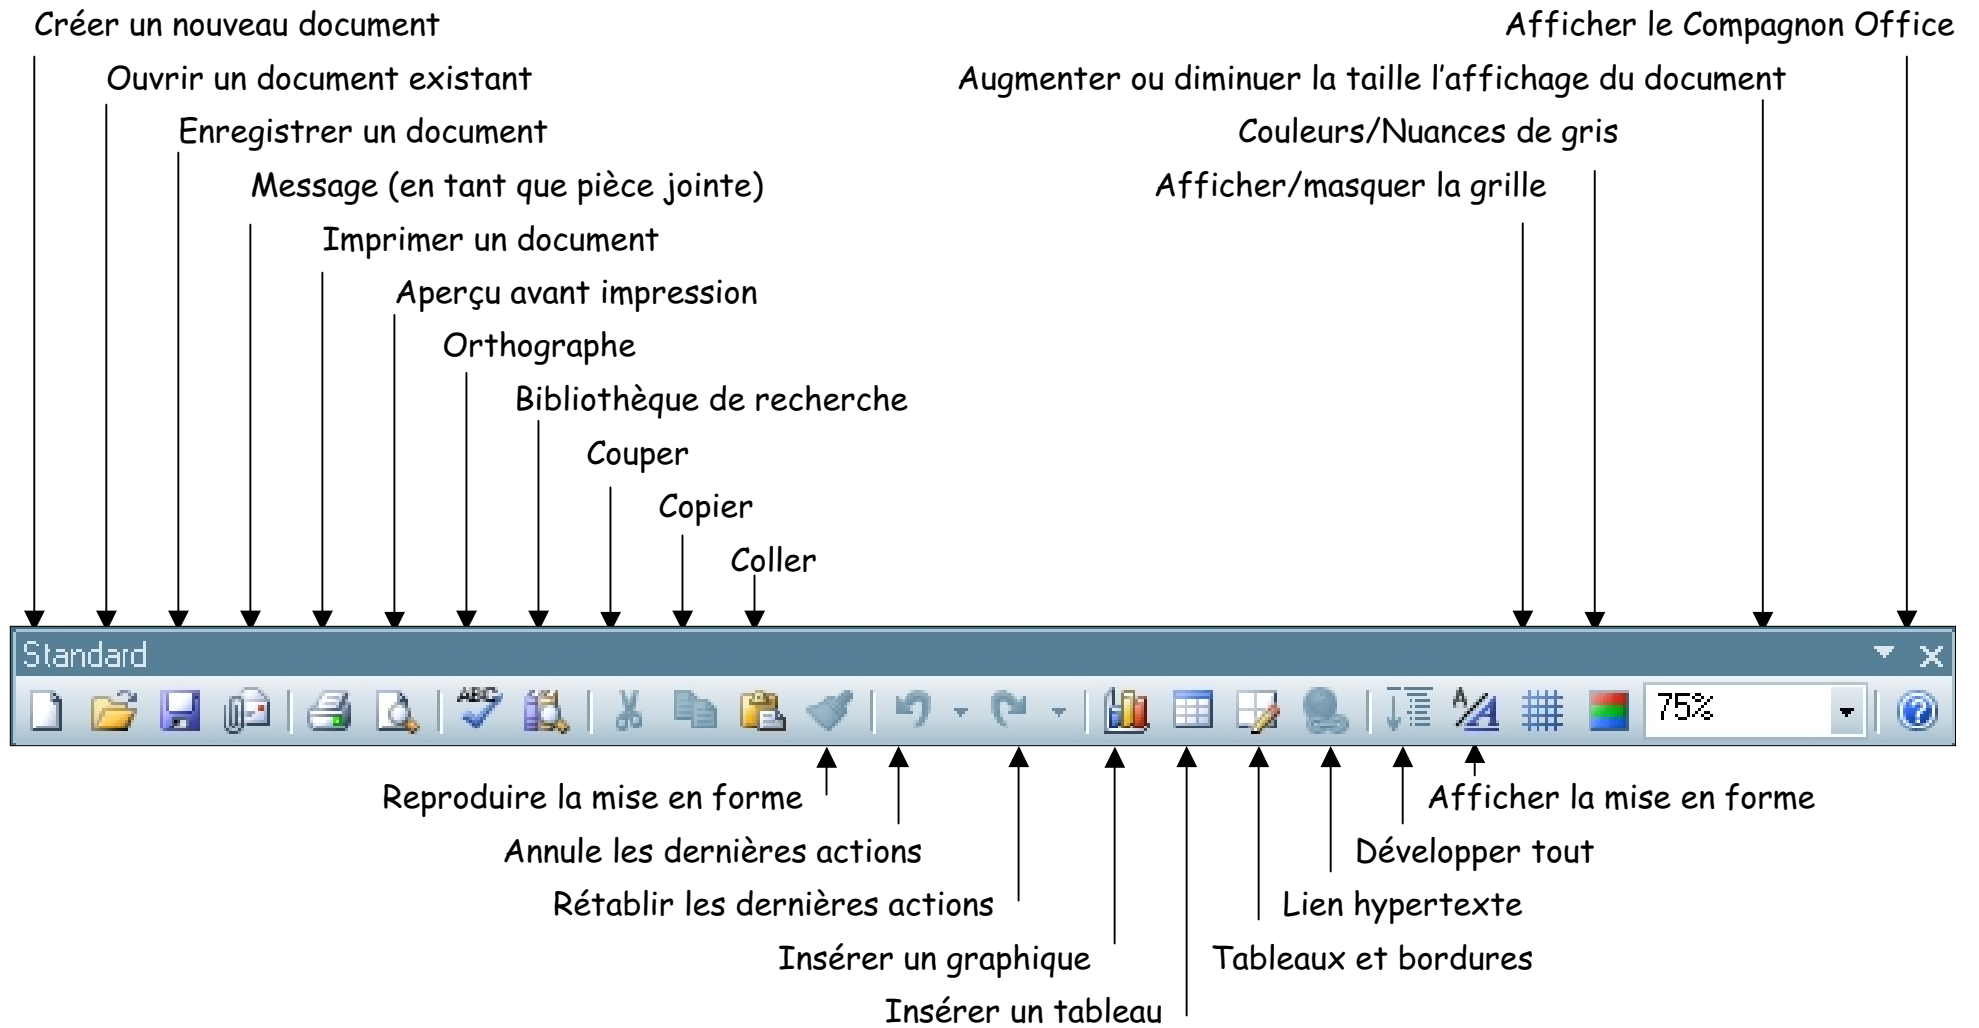 Créer un nouveau document
Afficher le Compagnon Office
Ouvrir un document existant
Augmenter ou diminuer la taille l'affichage du document
Enregistrer un document
Couleurs/Nuances de gris
Message (en tant que pièce jointe)
Afficher/masquer la grille
Imprimer un document
Aperçu avant impression
Orthographe
Bibliothèque de recherche
Couper
Copier
Coller
Standard
ABC
A/A
75%
Reproduire la mise en forme
Afficher la mise en forme
Annule les dernières actions
Développer tout
Rétablir les dernières actions
Lien hypertexte
Insérer un graphique
Tableaux et bordures
Insérer un tableau